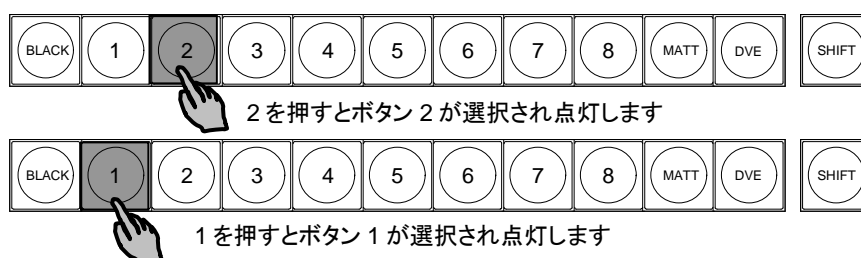 BLACK 1 2 3 4 5 6 7 8 MATT DVE SHIFT
2を押すとボタン2が選択され点灯します
BLACK 1 2 3 4 5 6 7 8 MATT DVE SHIFT
1を押すとボタン1が選択され点灯します